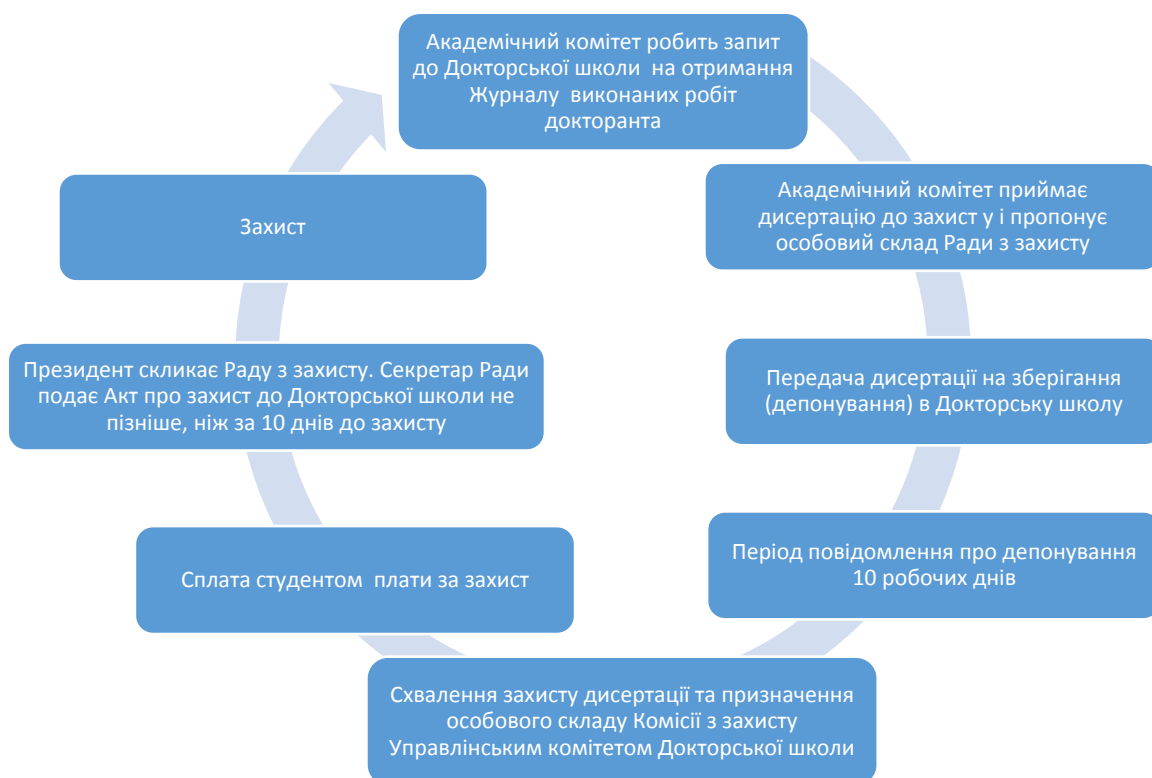 Академічний комітет робить запит
до Докторської школи на отримання
Журналу виконаних робіт
докторанта
Академічний комітет приймає
дисертацію до захист у і пропонує
особовий склад Ради з захисту
Передача дисертації на зберігання
(депонування) в Докторську школу
Період повідомлення про депонування
10 робочих днів
Схвалення захисту дисертації та призначення
особового складу Комісії з захисту
Управлінським комітетом Докторської школи
Сплата студентом плати за захист
Президент скликає Раду з захисту. Секретар Ради
подає Акт про захист до Докторської школи не
пізніше, ніж за 10 днів до захисту
Захист